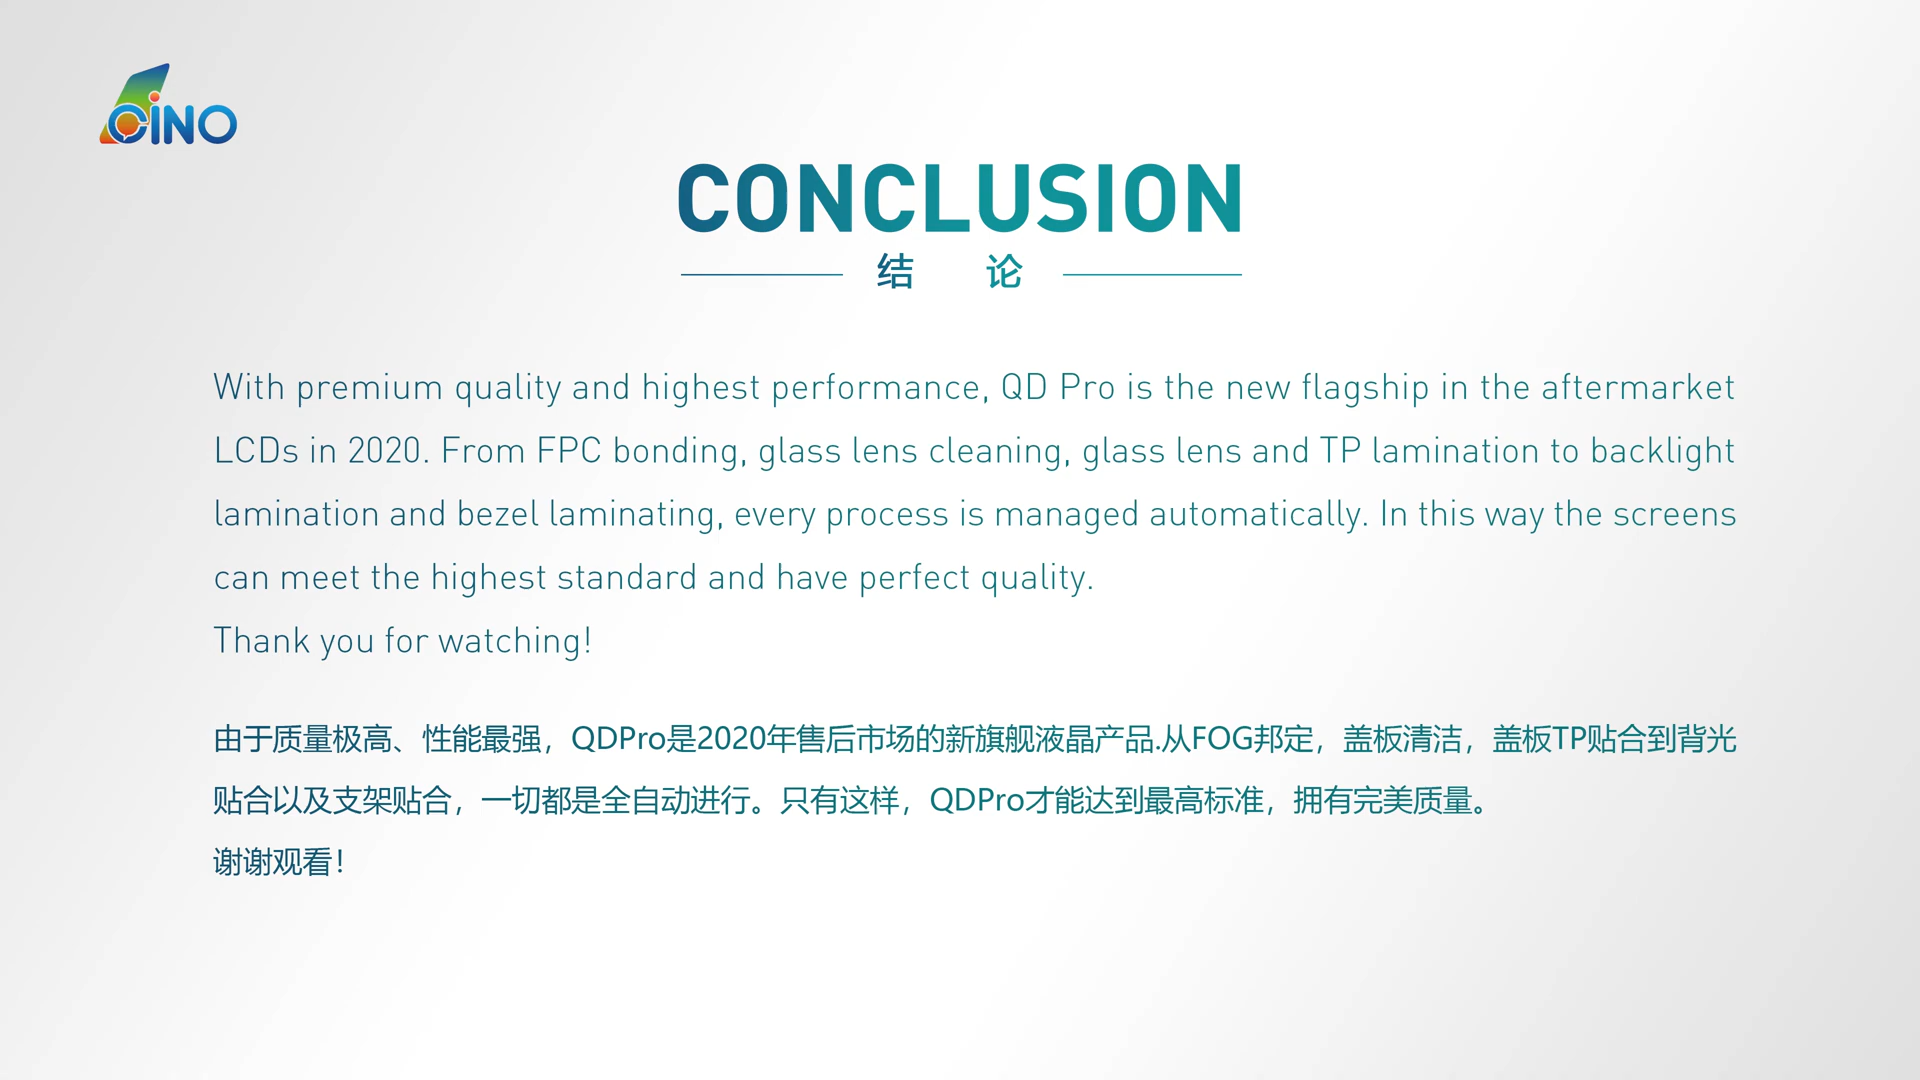 CiNO
CONCLUSION
结 论
With premium quality and highest performance, QD Pro is the new flagship in the aftermarket
LCDs in 2020. From FPC bonding, glass lens cleaning, glass lens and TP lamination to backlight
lamination and bezel laminating, every process is managed automatically. In this way the screens
can meet the highest standard and have perfect quality.
Thank you for watching!
由于质量极高、性能最强，QDPro是2020年售后市场的新旗舰液晶产品.从FOG邦定，盖板清洁，盖板TP贴合到背光
贴合以及支架贴合，一切都是全自动进行。只有这样，QDPro才能达到最高标准，拥有完美质量。
谢谢观看！